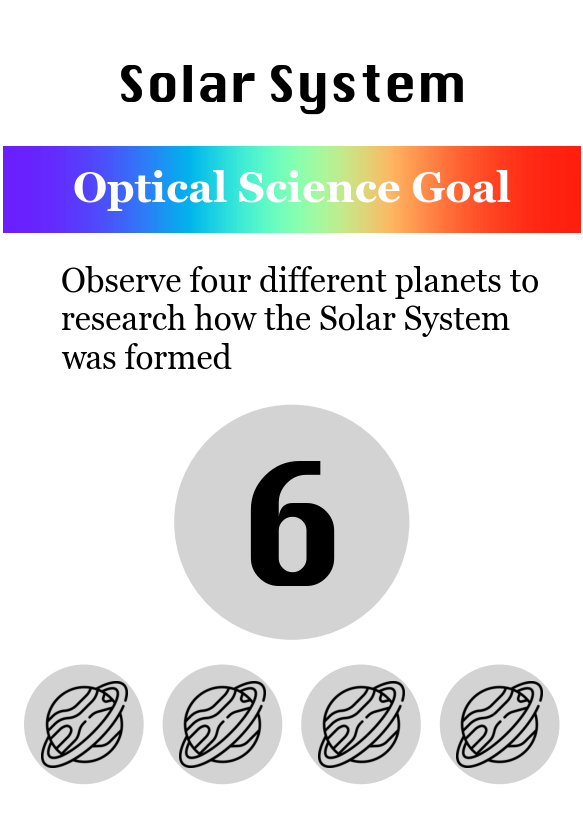 Solar System
Optical Science Goal
Observe four different planets to
research how the Solar System
was formed
6